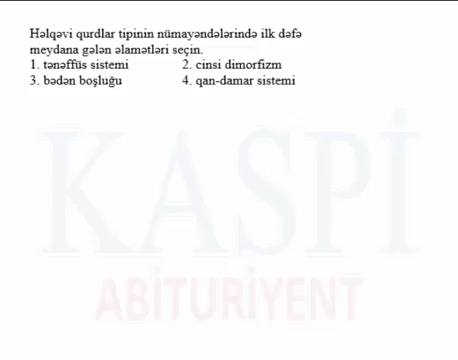 Həlqəvi qurdlar tipinin nümayəndələrində ilk dəfə
meydana gələn əlamətləri seçin.
1. tənəffüs sistemi 2. cinsi dimorfizm
3. bədən boşluğu 4. qan-damar sistemi
KASPİ
ABİTURİYENT